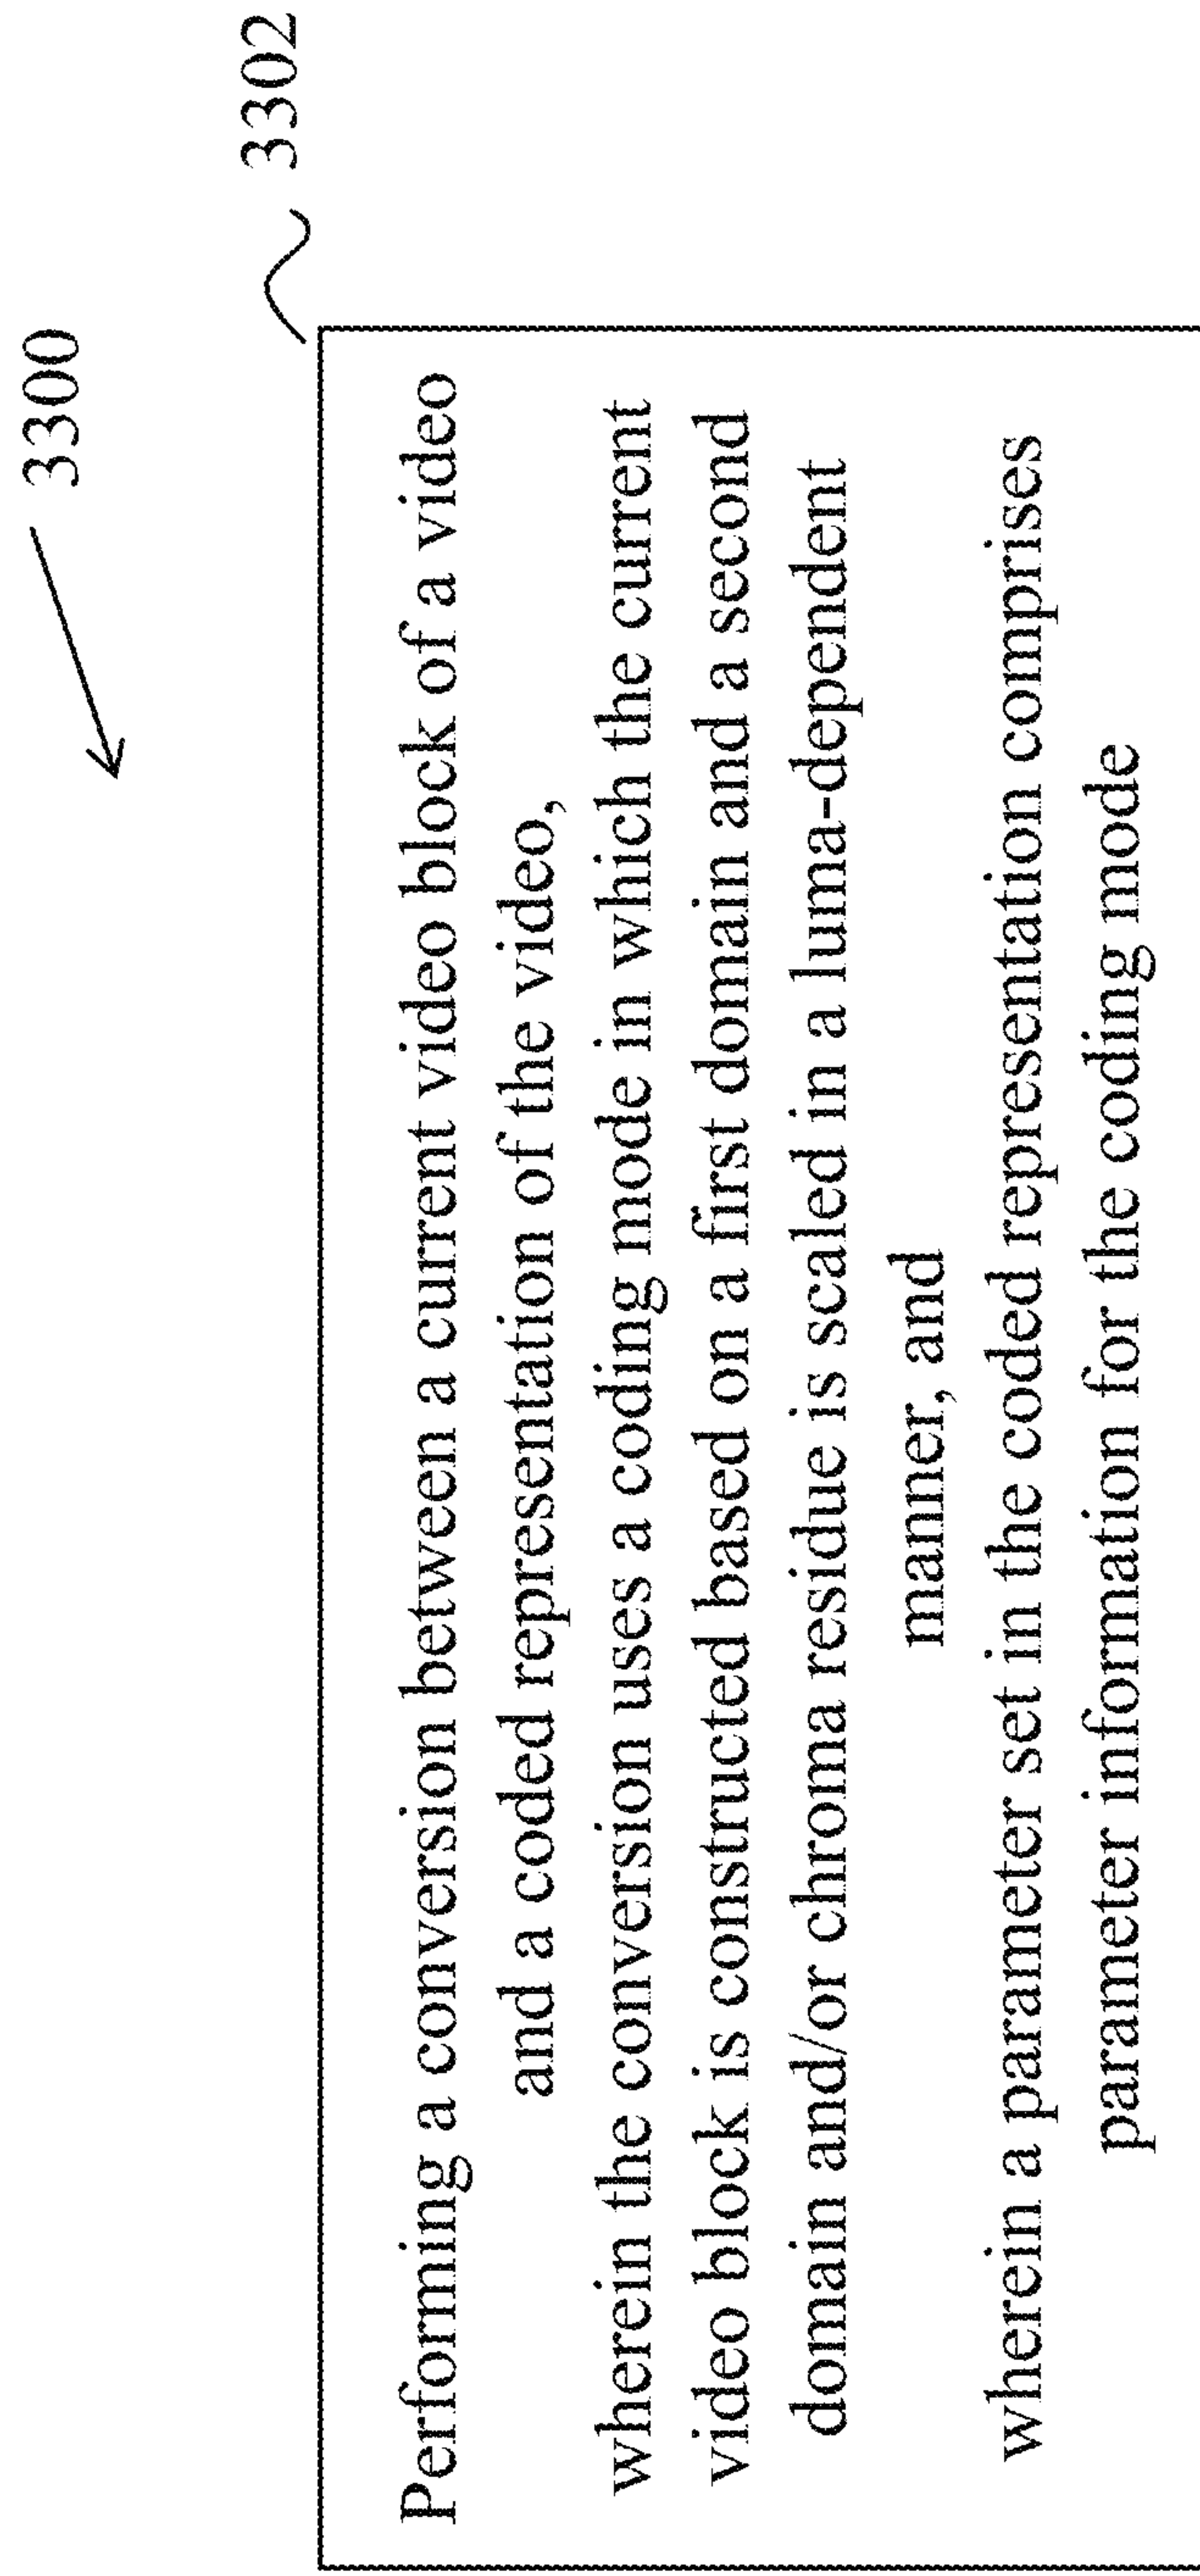 3300
3302
Performing a conversion between a current video block of a video
and a coded representation of the video,
wherein the conversion uses a coding mode in which the current
video block is constructed based on a first domain and a second
domain and/or chroma residue is scaled in a luma-dependent
manner, and
wherein a parameter set in the coded representation comprises
parameter information for the coding mode